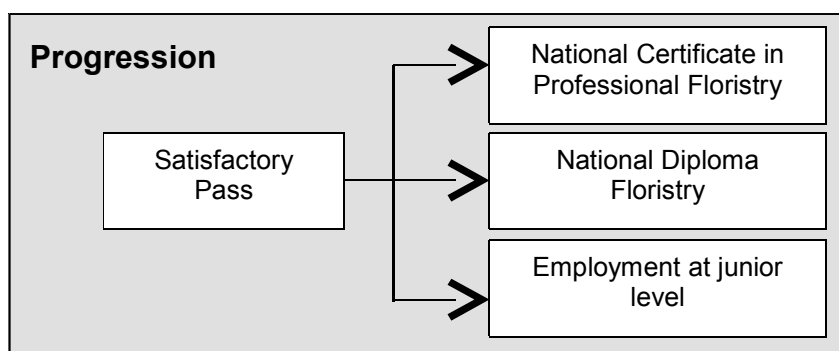 Progression
Satisfactory
Pass
National Certificate in
Professional Floristry
National Diploma
Floristry
Employment at junior
level